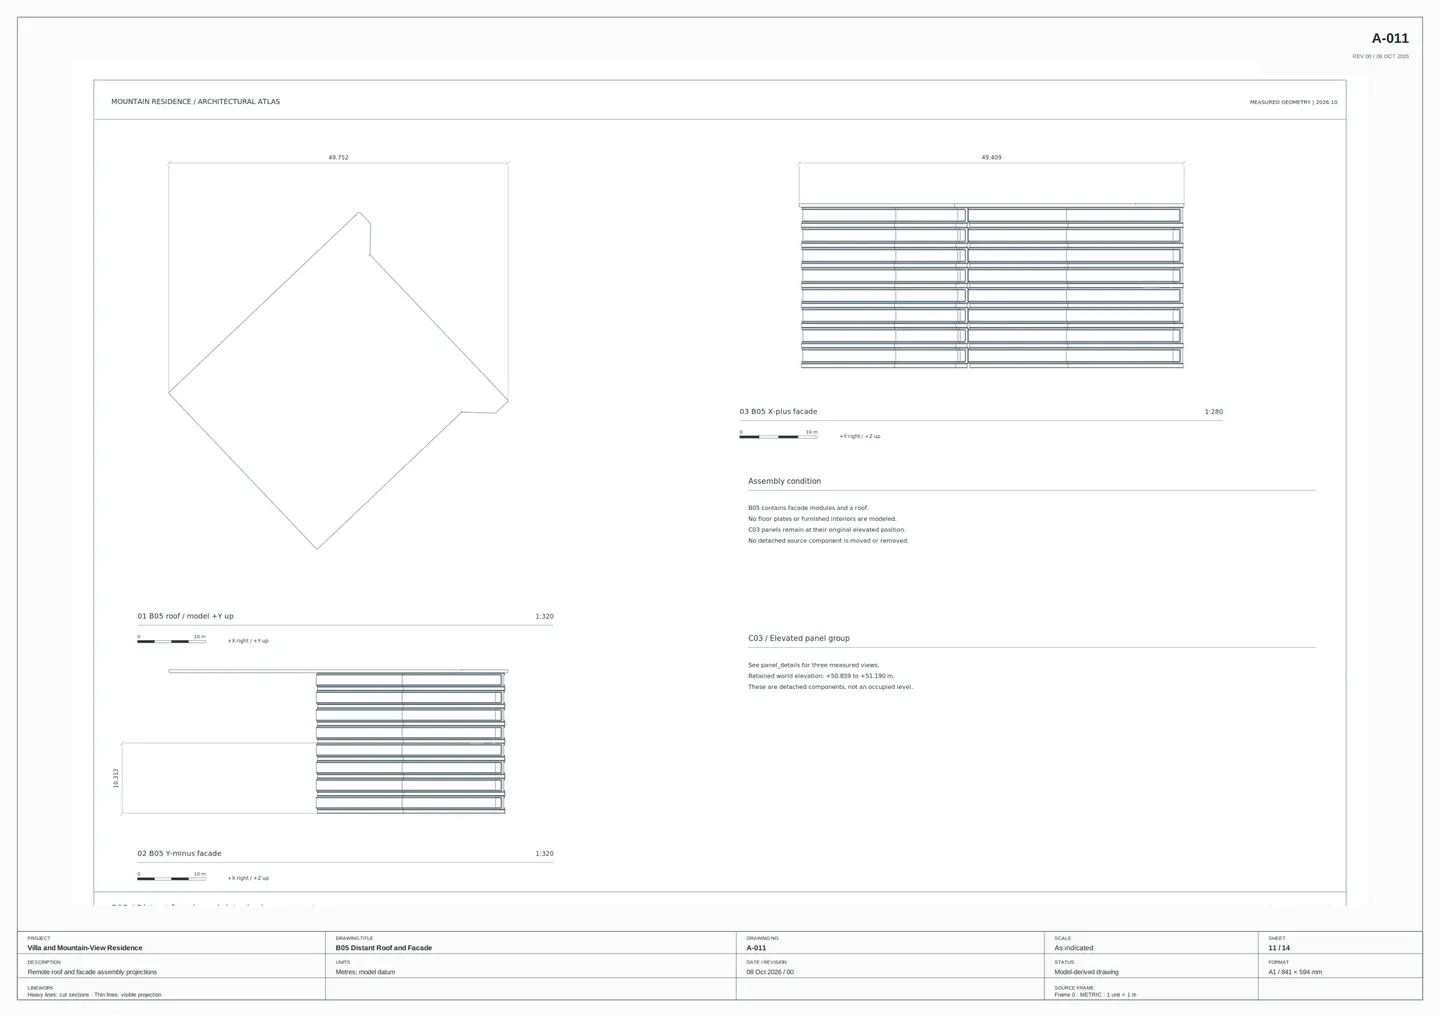 A-011
REV 00 / 08 OCT 2026
MOUNTAIN RESIDENCE / ARCHITECTURAL ATLAS
MEASURED GEOMETRY | 2026.10
49.752
49.409
03 B05 X-plus facade
1:280
0 10 m
+Y right / +Z up
Assembly condition
B05 contains facade modules and a roof.
No floor plates or furnished interiors are modeled.
C03 panels remain at their original elevated position.
No detached source component is moved or removed.
01 B05 roof / model +Y up
1:320
0 10 m
+X right / +Y up
C03 / Elevated panel group
See panel_details for three measured views.
Retained world elevation: +50.859 to +51.190 m.
These are detached components, not an occupied level.
10.312
02 B05 Y-minus facade
1:320
0 10 m
+X right / +Z up
PROJECT
Villa and Mountain-View Residence
DRAWING TITLE
B05 Distant Roof and Facade
DRAWING NO.
A-011
SCALE
As indicated
SHEET
11 / 14
DESCRIPTION
Remote roof and facade assembly projections
UNITS
Metres; model datum
DATE / REVISION
08 Oct 2026 / 00
STATUS
Model-derived drawing
FORMAT
A1 / 841 × 594 mm
LINEWORK
Heavy lines: cut sections · Thin lines: visible projection
SOURCE FRAME
Frame 0 · METRIC · 1 unit = 1 m